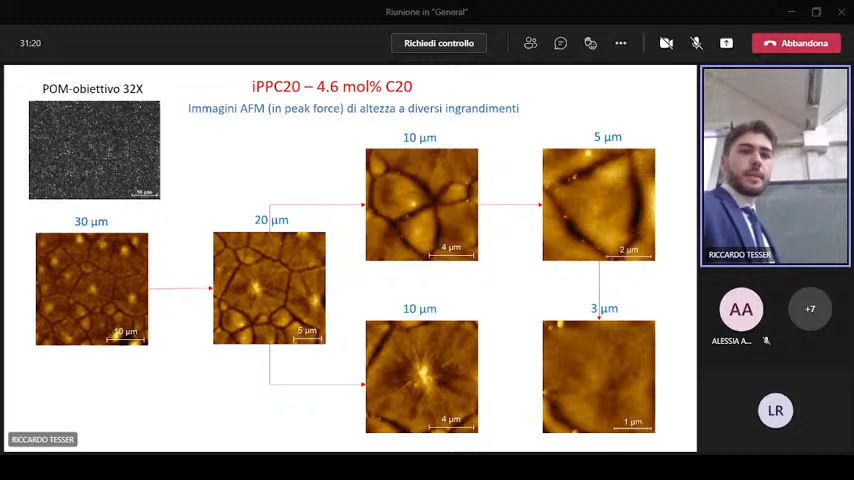 Riunione in "General"
31:20
Richiedi controllo
Abbandona
POM-obiettivo 32X
iPPC20 – 4.6 mol% C20
Immagini AFM (in peak force) di altezza a diversi ingrandimenti
10 µm
5 µm
4 µm
2 µm
30 µm
20 µm
10 µm
5 µm
10 µm
3 µm
4 µm
1 µm
RICCARDO TESSER
RICCARDO TESSER
AA
+7
ALESSIA A...
LR